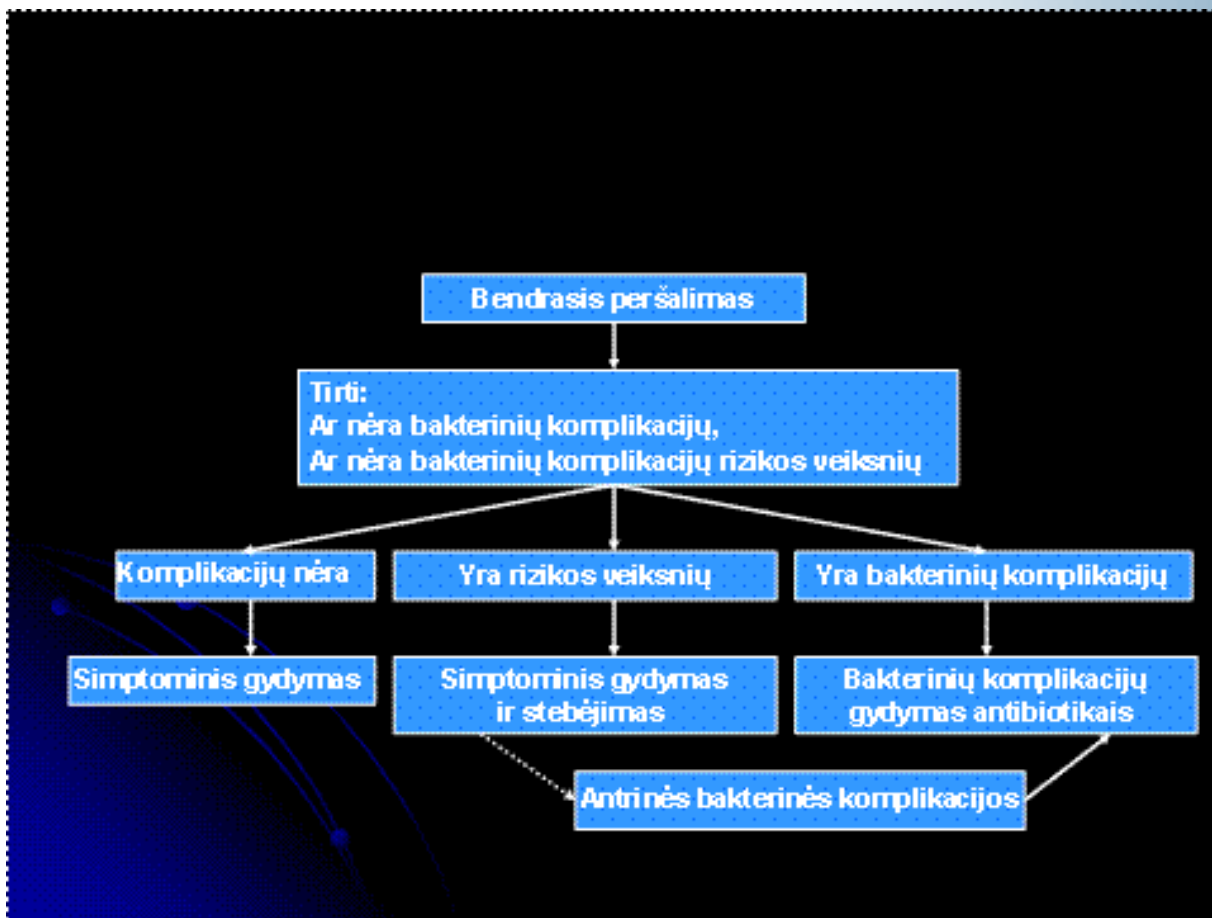 Bendrasis peršalimas
Tirti:
Ar nėra bakterinių komplikacijų,
Ar nėra bakterinių komplikacijų rizikos veiksnių
Komplikacijų nėra
Yra rizikos veiksnių
Yra bakterinių komplikacijų
Simptominis gydymas
Simptominis gydymas
ir stebėjimas
Bakterinių komplikacijų
gydymas antibiotikais
Antrinės bakterinės komplikacijos